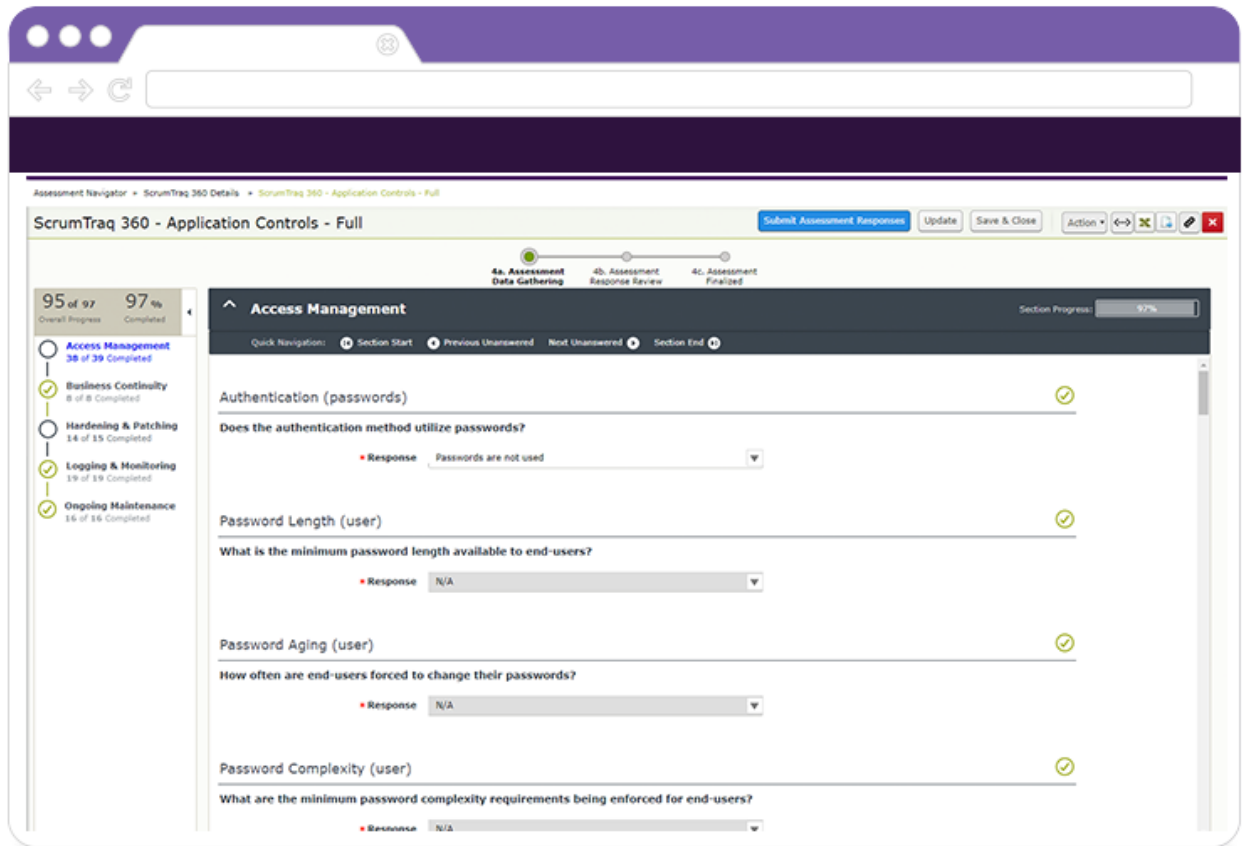 Assessment Navigator » ScrumTraq 360 Details » ScrumTraq 360 - Application Controls - Full
ScrumTraq 360 - Application Controls - Full
Submit Assessment Responses Update Save & Close Action
4a. Assessment
Data Gathering
4b. Assessment
Response Review
4c. Assessment
Finalized
95 of 97 97 %
Overall Progress Completed
Access Management
38 of 39 Completed
Business Continuity
8 of 8 Completed
Hardening & Patching
14 of 15 Completed
Logging & Monitoring
19 of 19 Completed
Ongoing Maintenance
16 of 16 Completed
Access Management
Section Progress: 97%
Quick Navigation: Section Start Previous Unanswered Next Unanswered Section End
Authentication (passwords)
Does the authentication method utilize passwords?
* Response Passwords are not used
Password Length (user)
What is the minimum password length available to end-users?
* Response N/A
Password Aging (user)
How often are end-users forced to change their passwords?
* Response N/A
Password Complexity (user)
What are the minimum password complexity requirements being enforced for end-users?
* Response N/A